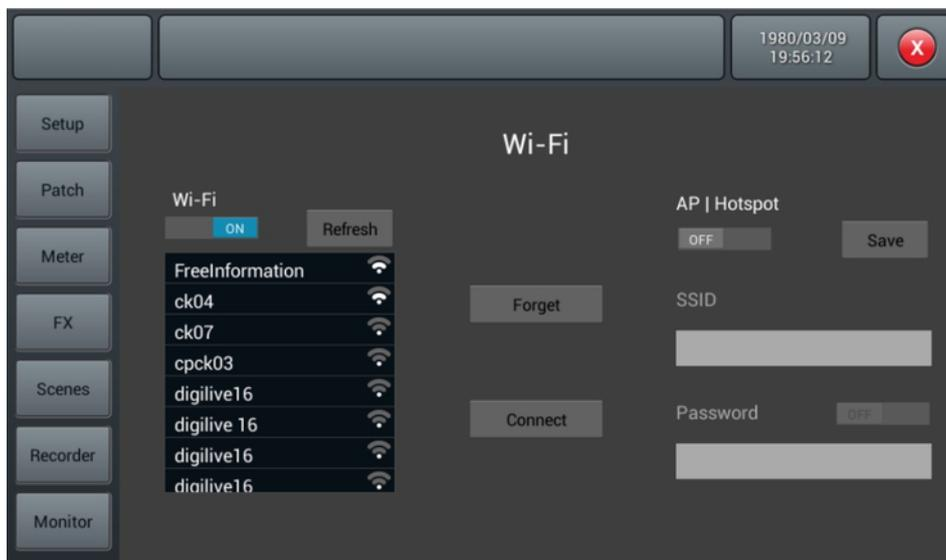 1980/03/09
19:56:12
X
Setup
Patch
Meter
FX
Scenes
Recorder
Monitor
Wi-Fi
Wi-Fi
ON
Refresh
FreeInformation
ck04
ck07
cpck03
digilive16
digilive 16
digilive16
digilive16
Forget
Connect
AP | Hotspot
OFF
Save
SSID
Password
OFF